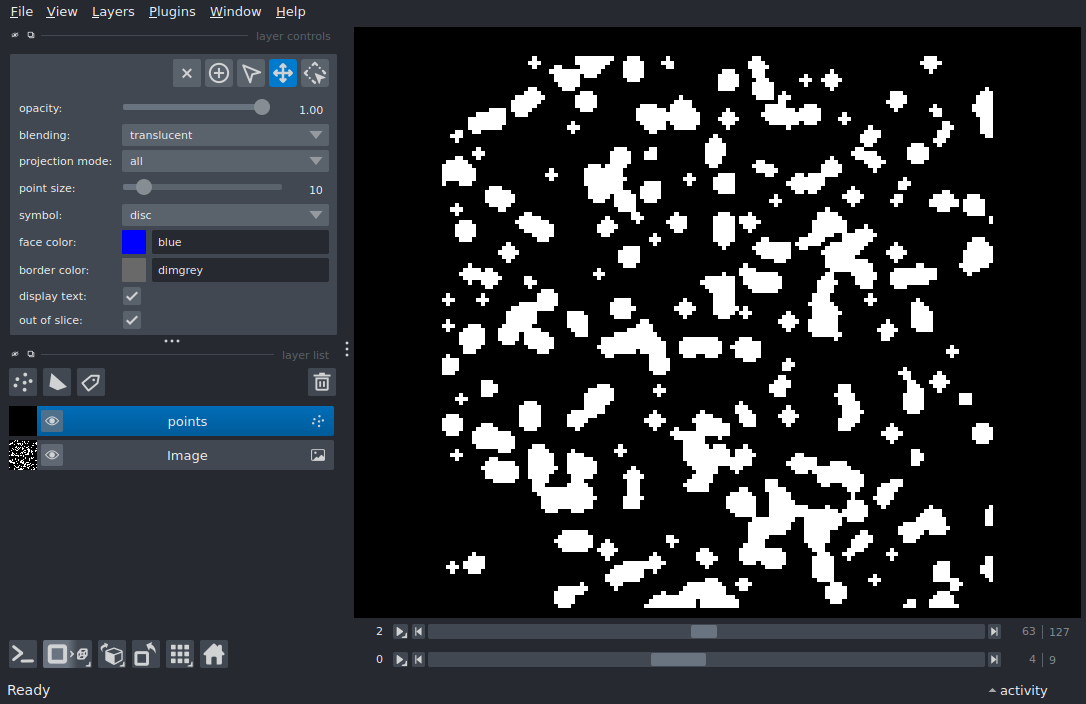 File View Layers Plugins Window Help
layer controls
opacity: 1.00
blending: translucent
projection mode: all
point size: 10
symbol: disc
face color: blue
border color: dimgrey
display text:
out of slice:
layer list
points
Image
2 63 | 127
0 4 | 9
Ready activity